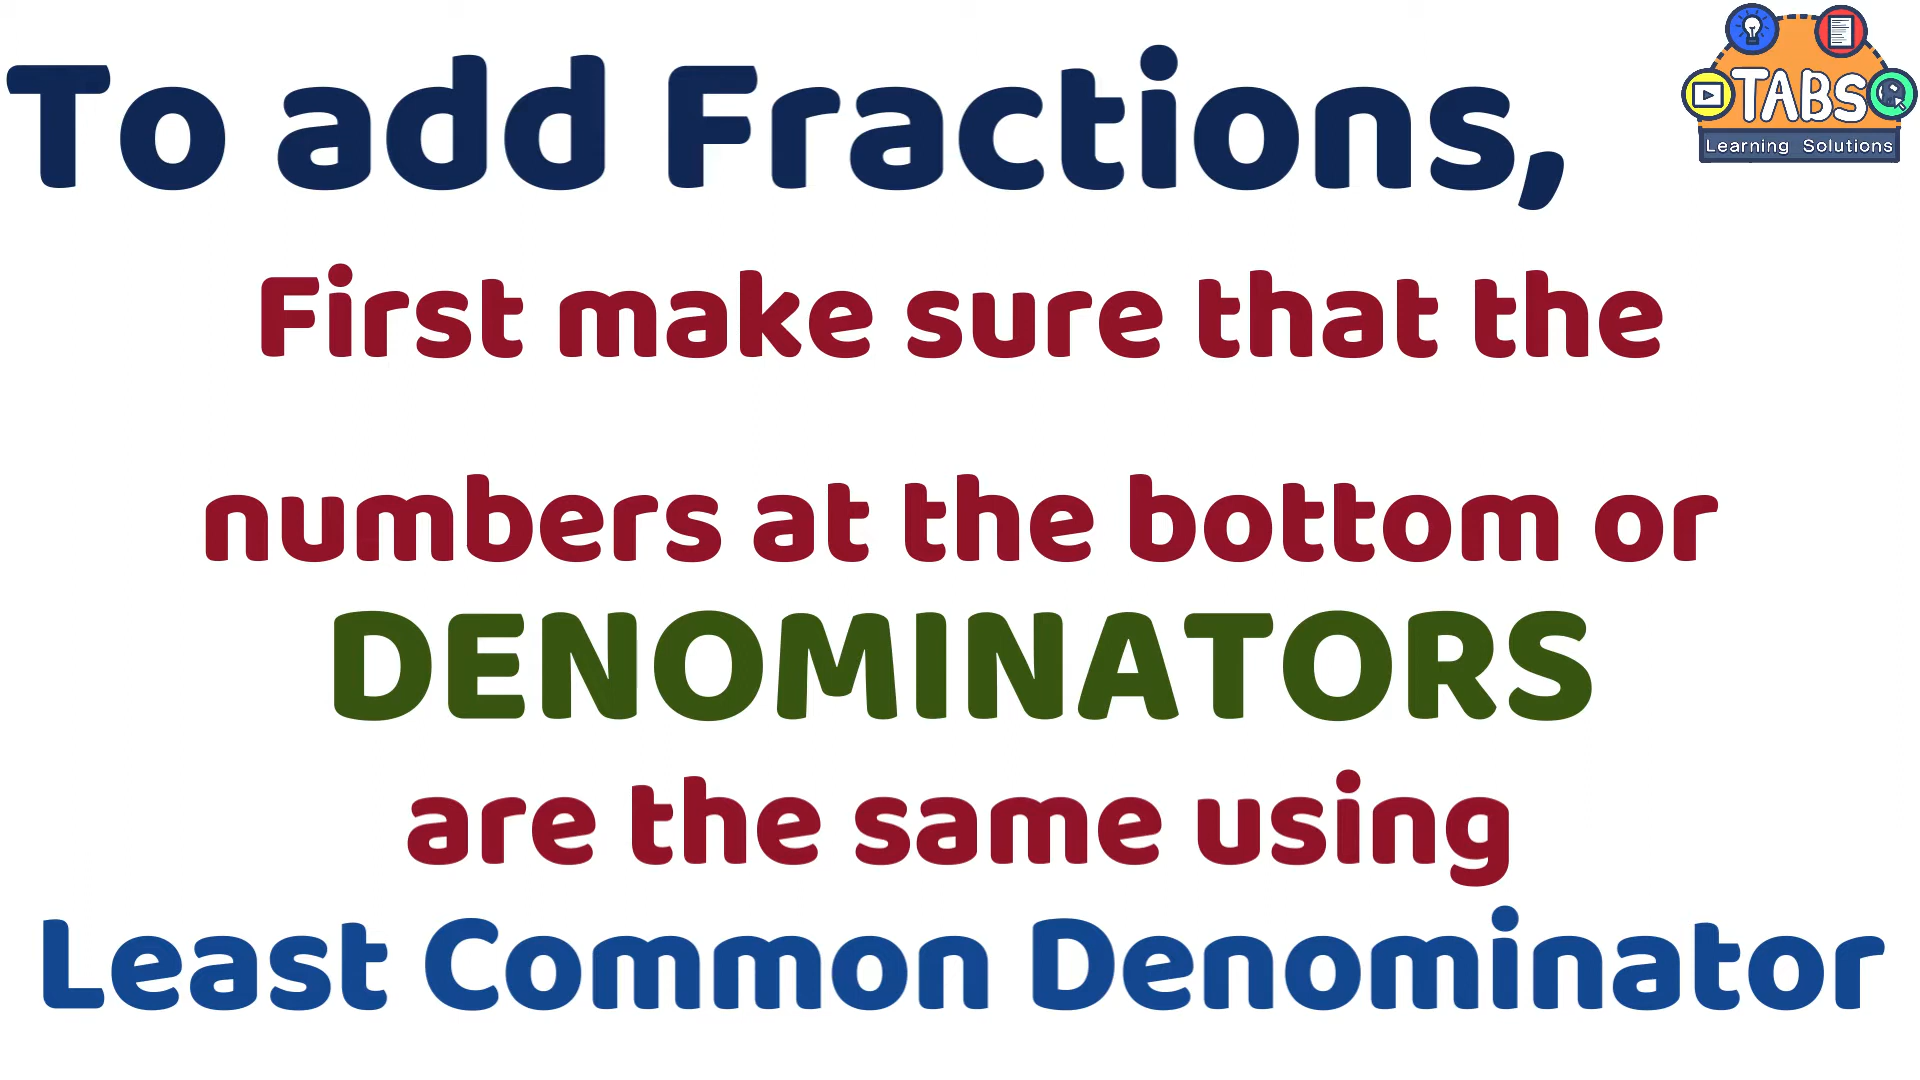 To add Fractions,
TABS
Learning Solutions
First make sure that the
numbers at the bottom or
DENOMINATORS
are the same using
Least Common Denominator